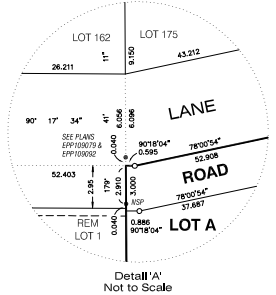 LOT 162
LOT 175
11"
9.150
26.211
43.212
LANE
90° 17' 34" 41'
6.056
6.096
SEE PLANS
EPP109079 &
EPP109092
0.040
90°18'04"
0.595
78°00'54"
52.908
ROAD
52.403
2.95
179°
2.910
3.000
78°00'54"
37.687
NSP
REM
LOT 1
0.040
0.886
90°18'04"
LOT A
Detail 'A'
Not to Scale